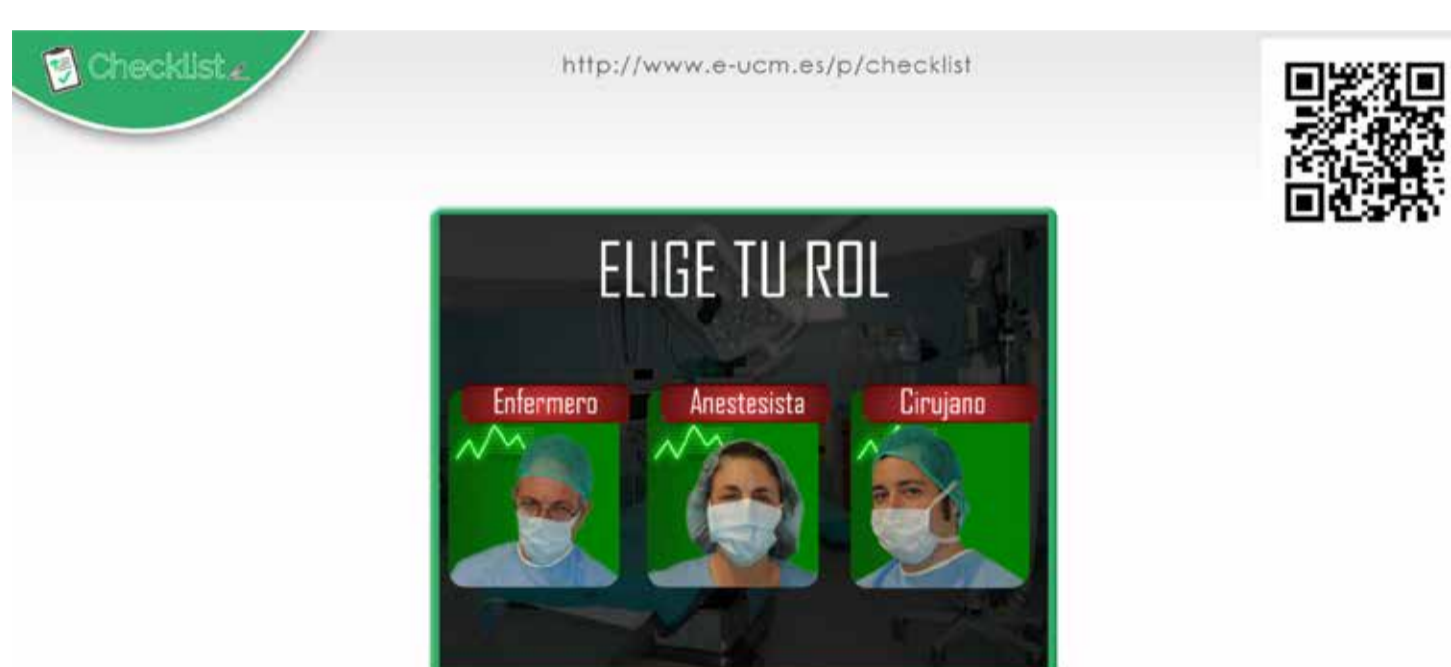 Checklist
http://www.e-ucm.es/p/checklist
ELIGE TU ROL
Enfermero
Anestesista
Cirujano